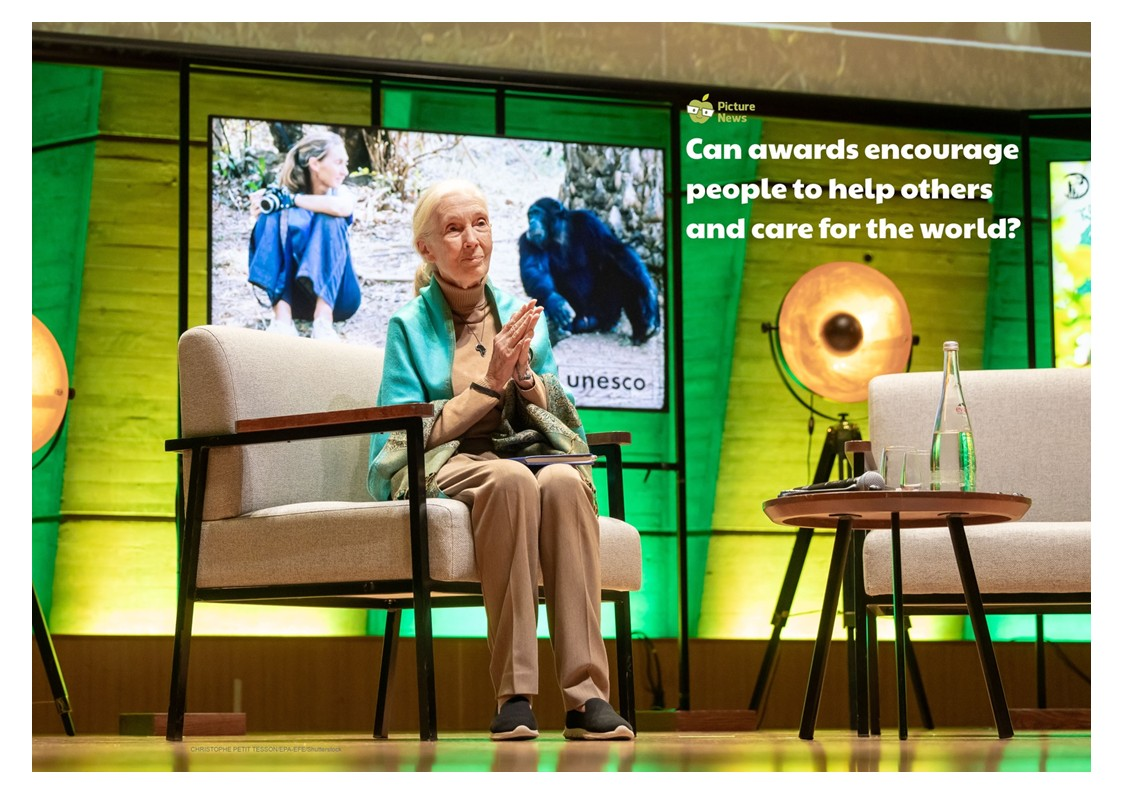 Picture
News
Can awards encourage
people to help others
and care for the world?
unesco
CHRISTOPHE PETIT TESSON/EPA-EFE/Shutterstock